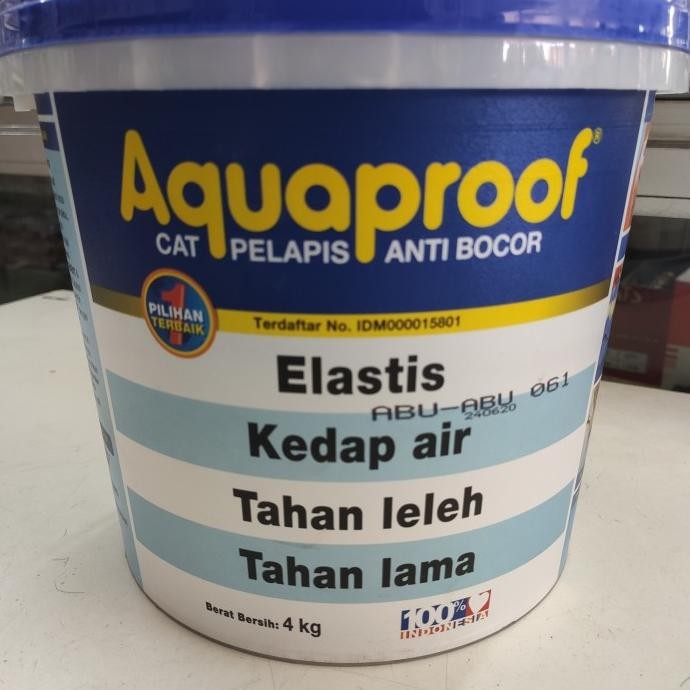 Aquaproof®
CAT PELAPIS ANTI BOCOR
1
PILIHAN
TERBAIK
Terdaftar No. IDM000015801
Elastis
ABU-ABU 061
240620
Kedap air
Tahan leleh
Tahan lama
Berat Bersih: 4 kg
100%
INDONESIA